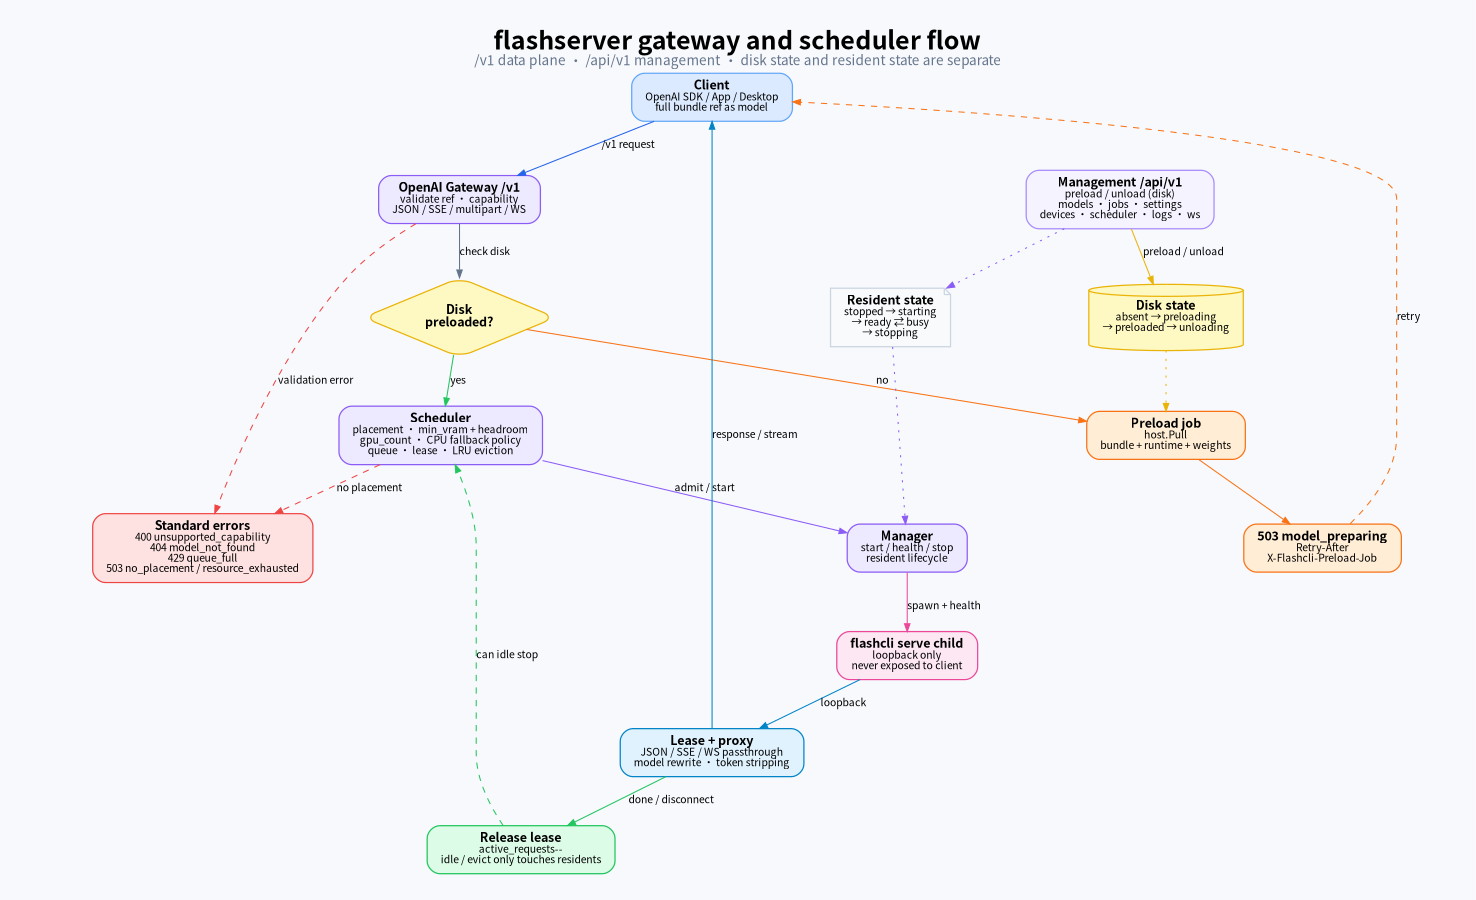 flashserver gateway and scheduler flow
/v1 data plane • /api/v1 management • disk state and resident state are separate
Client
OpenAI SDK / App / Desktop
full bundle ref as model
/v1 request
OpenAI Gateway /v1
validate ref • capability
JSON / SSE / multipart / WS
Management /api/v1
preload / unload (disk)
models • jobs • settings
devices • scheduler • logs • ws
check disk
preload / unload
Disk
preloaded?
Resident state
stopped → starting
→ ready ⇄ busy
→ stopping
Disk state
absent → preloading
→ preloaded → unloading
retry
validation error
yes
no
Scheduler
placement • min_vram + headroom
gpu_count • CPU fallback policy
queue • lease • LRU eviction
response / stream
Preload job
host.Pull
bundle + runtime + weights
no placement
admit / start
Standard errors
400 unsupported_capability
404 model_not_found
429 queue_full
503 no_placement / resource_exhausted
Manager
start / health / stop
resident lifecycle
503 model_preparing
Retry-After
X-Flashcli-Preload-Job
spawn + health
flashcli serve child
loopback only
never exposed to client
can idle stop
loopback
Lease + proxy
JSON / SSE / WS passthrough
model rewrite • token stripping
done / disconnect
Release lease
active_requests--
idle / evict only touches residents